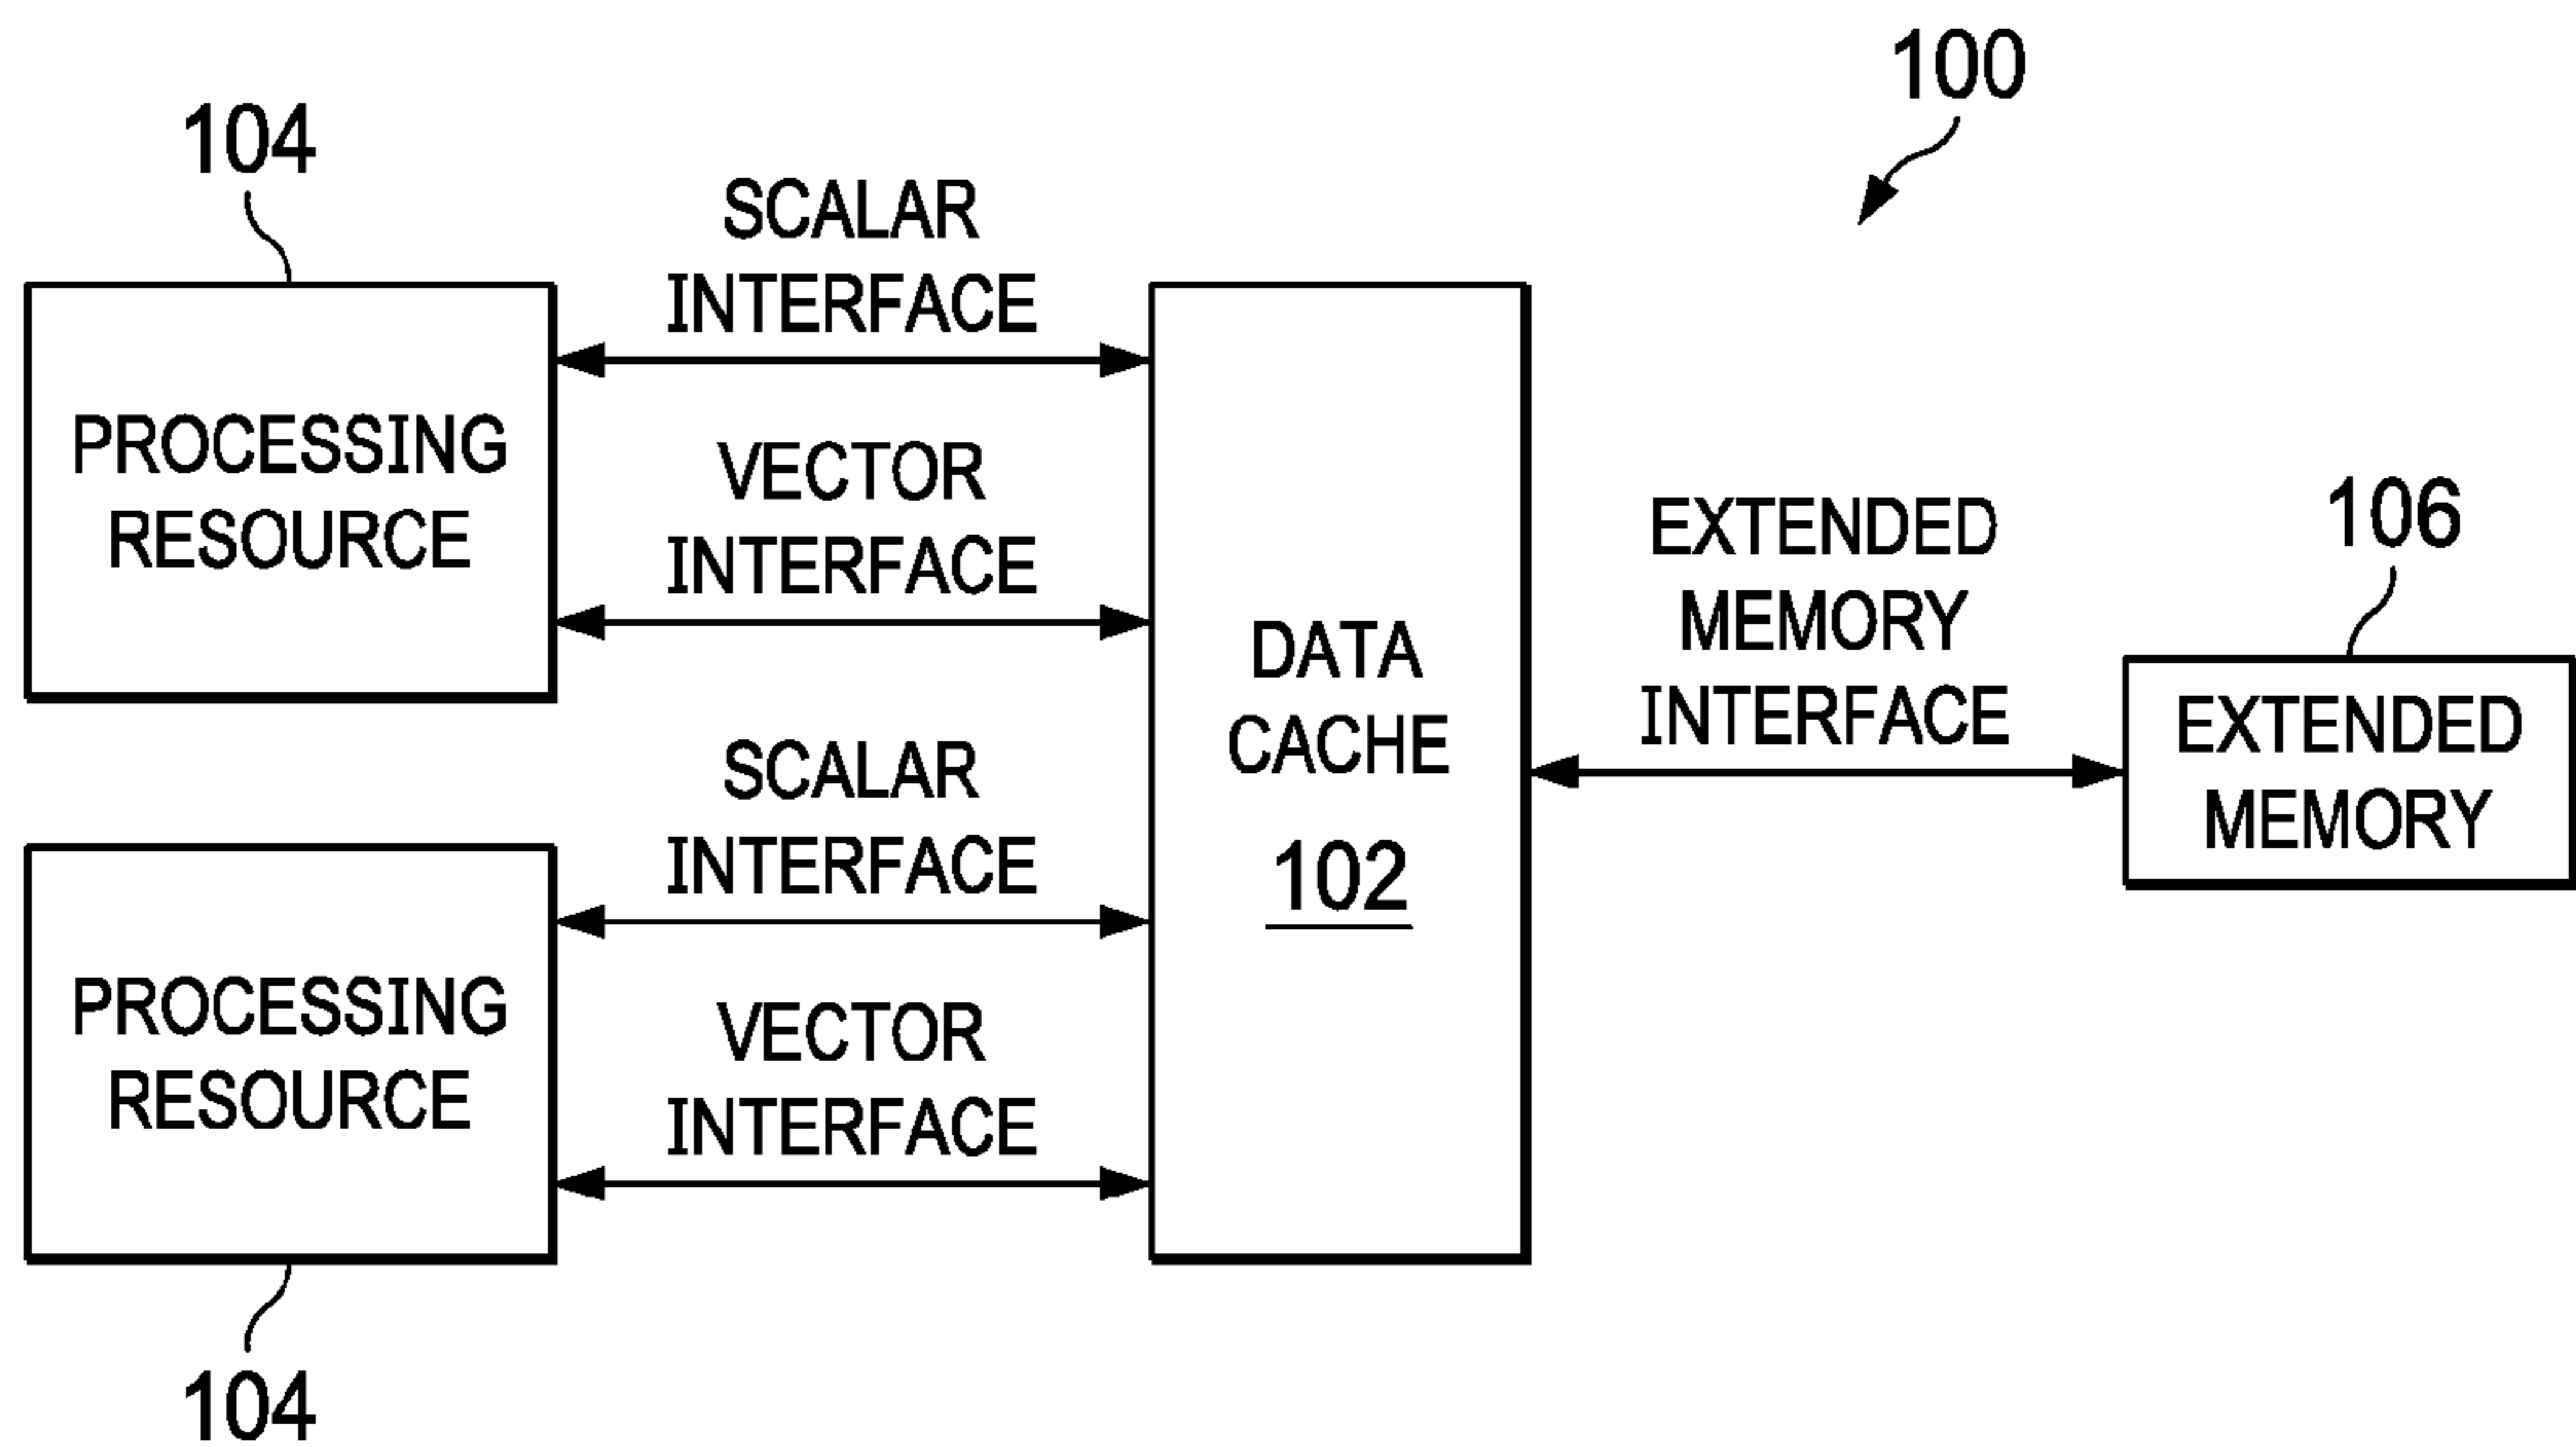 100
104
SCALAR
INTERFACE
PROCESSING
RESOURCE
VECTOR
INTERFACE
EXTENDED
MEMORY
INTERFACE
106
DATA
CACHE
102
EXTENDED
MEMORY
SCALAR
INTERFACE
PROCESSING
RESOURCE
VECTOR
INTERFACE
104